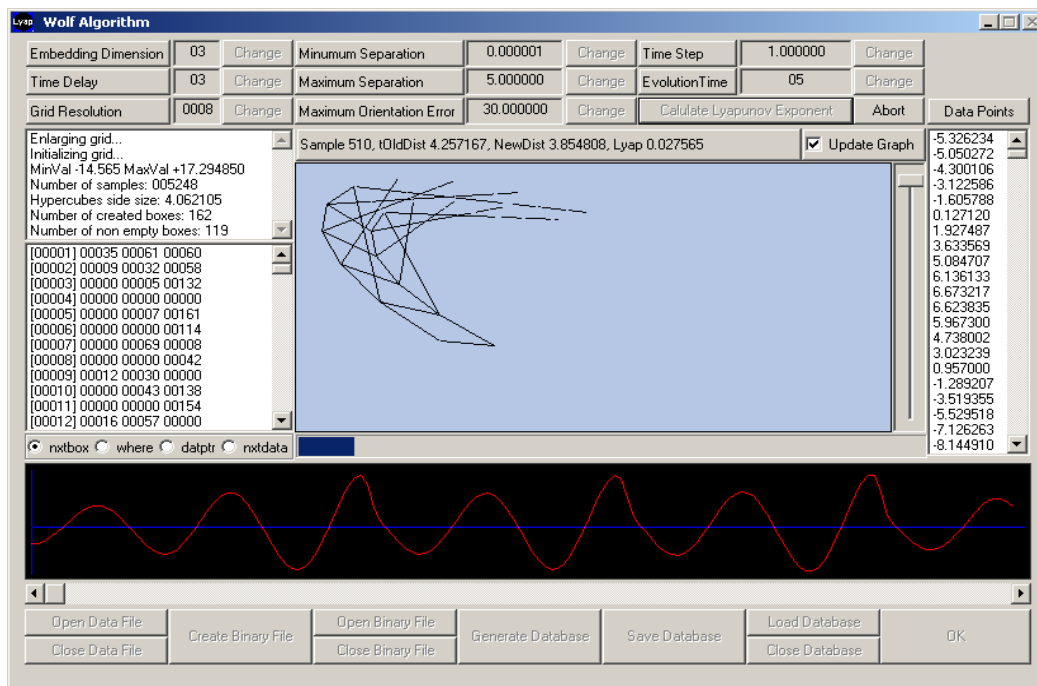 Lyap Wolf Algorithm
Embedding Dimension 03 Change Minumum Separation 0.000001 Change Time Step 1.000000 Change
Time Delay 03 Change Maximum Separation 5.000000 Change EvolutionTime 05 Change
Grid Resolution 0008 Change Maximum Orientation Error 30.000000 Change Calulate Lyapunov Exponent Abort Data Points
Enlarging grid...
Initializing grid...
MinVal -14.565 MaxVal +17.294850
Number of samples: 005248
Hypercubes side size: 4.062105
Number of created boxes: 162
Number of non empty boxes: 119
Sample 510, tOldDist 4.257167, NewDist 3.854808, Lyap 0.027565
Update Graph
[00001] 00035 00061 00060
[00002] 00009 00032 00058
[00003] 00000 00005 00132
[00004] 00000 00000 00000
[00005] 00000 00007 00161
[00006] 00000 00000 00114
[00007] 00000 00069 00008
[00008] 00000 00000 00042
[00009] 00012 00030 00000
[00010] 00000 00043 00138
[00011] 00000 00000 00154
[00012] 00016 00057 00000
nxtbox where datptr nxtdata
-5.326234
-5.050272
-4.300106
-3.122586
-1.605788
0.127120
1.927487
3.633569
5.084707
6.136133
6.673217
6.623835
5.967300
4.738002
3.023239
0.957000
-1.289207
-3.519355
-5.529518
-7.126263
-8.144910
Open Data File
Close Data File
Create Binary File
Open Binary File
Close Binary File
Generate Database
Save Database
Load Database
Close Database
OK